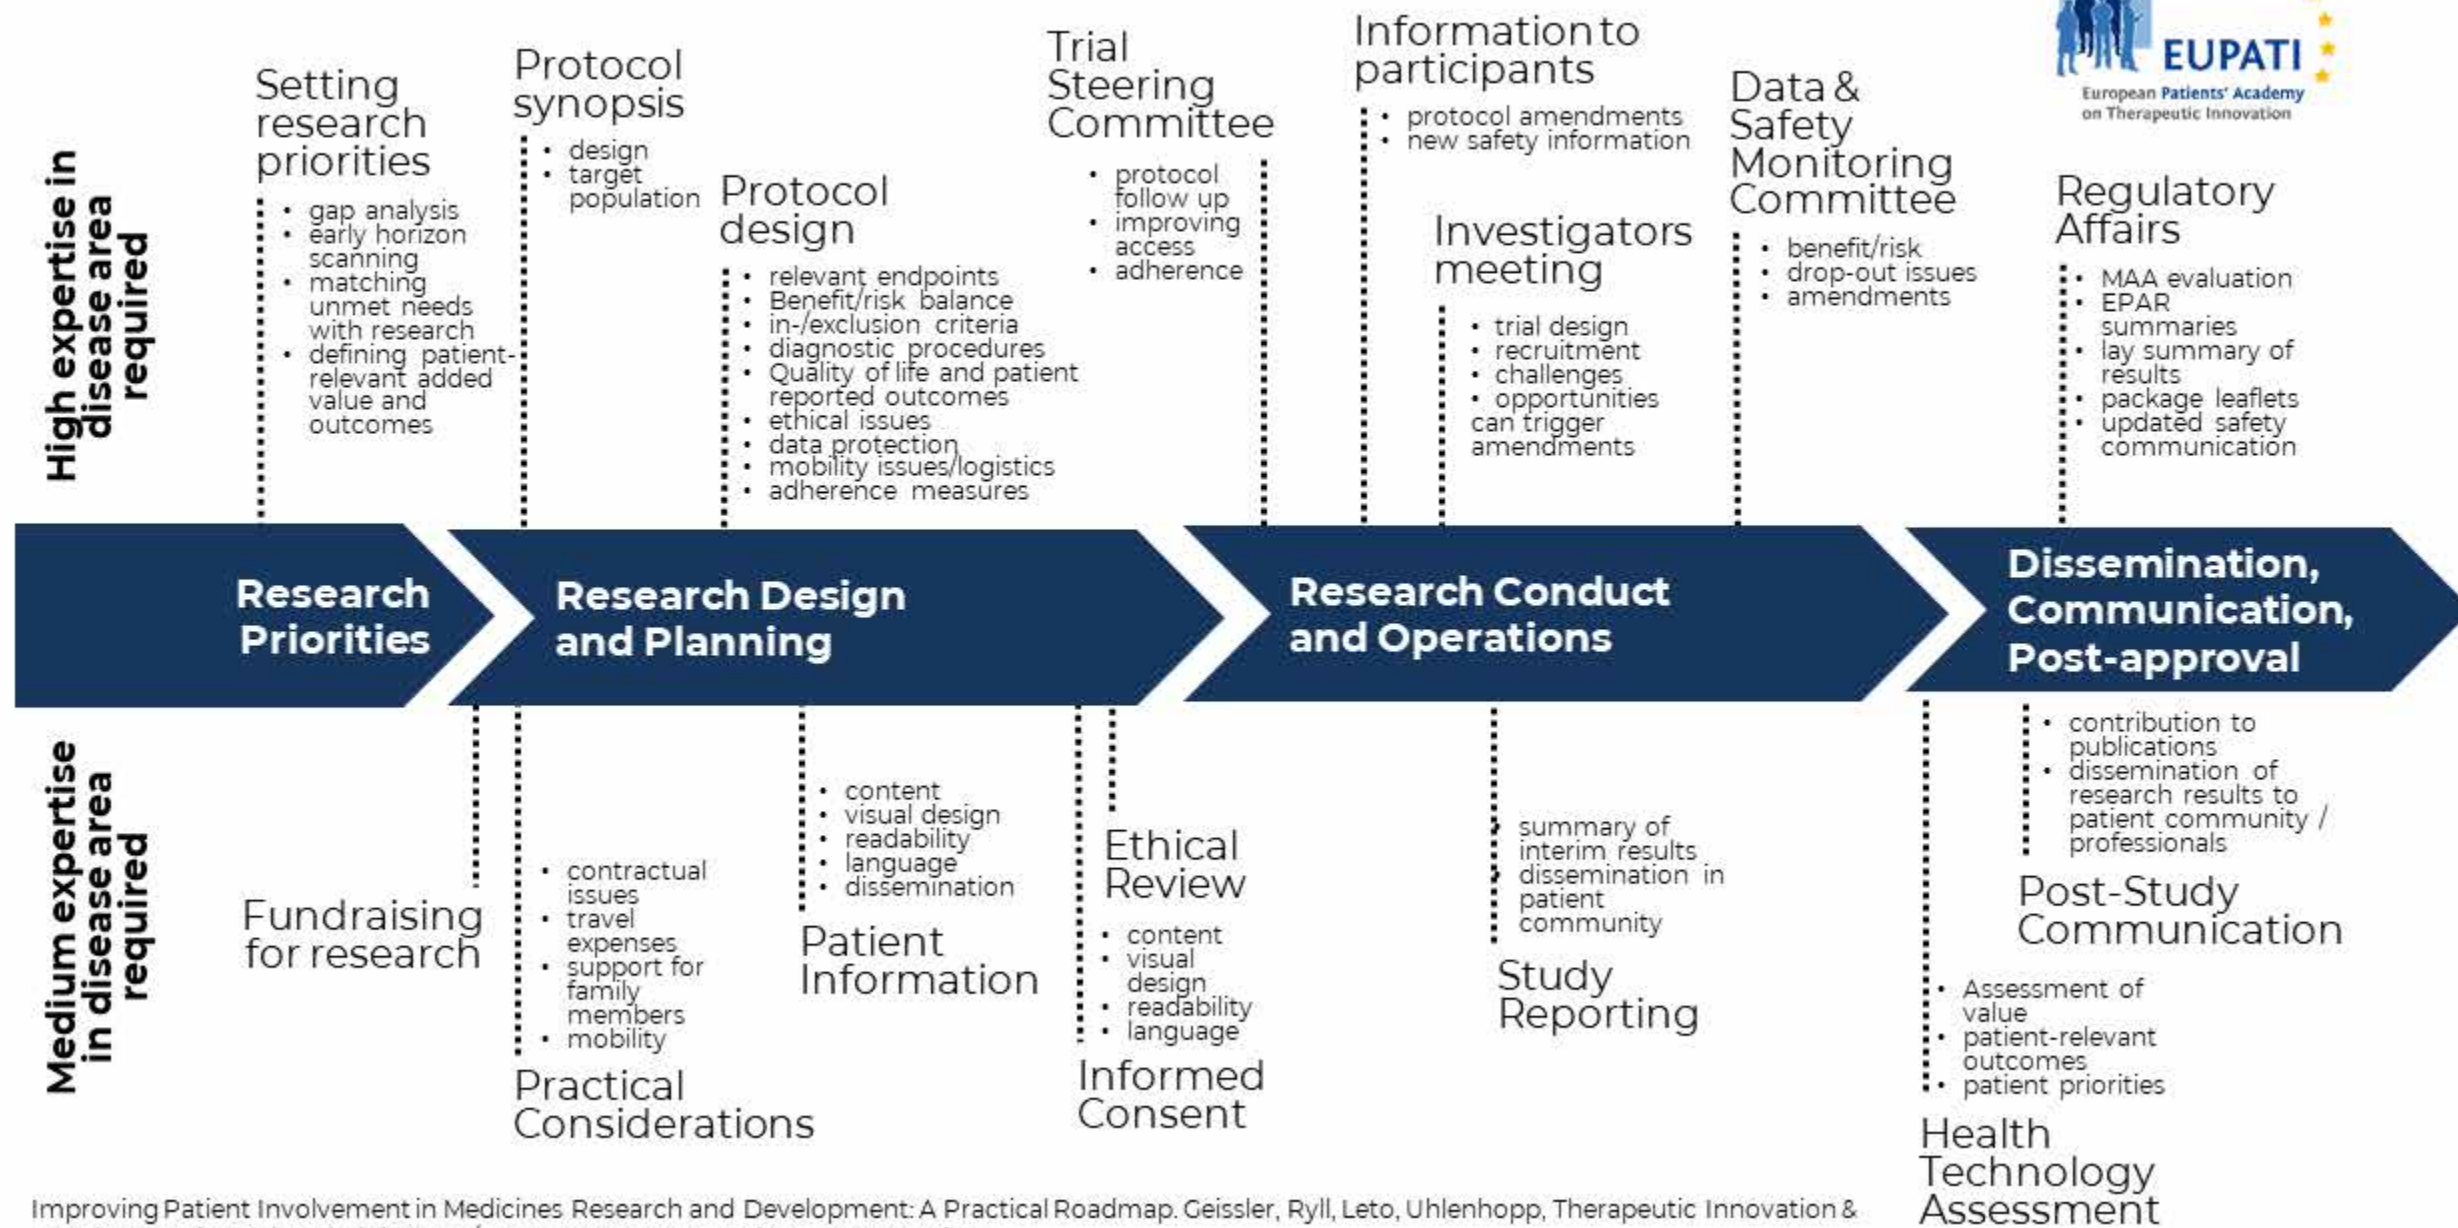 EUPATI
European Patients' Academy
on Therapeutic Innovation
High expertise in
disease area
required
Setting
research
priorities
• gap analysis
• early horizon
scanning
• matching
unmet needs
with research
• defining patient-
relevant added
value and
outcomes
Protocol
synopsis
• design
• target
population
Protocol
design
• relevant endpoints
• Benefit/risk balance
• in-/exclusion criteria
• diagnostic procedures
• Quality of life and patient
reported outcomes
• ethical issues
• data protection
• mobility issues/logistics
• adherence measures
Trial
Steering
Committee
• protocol
follow up
• improving
access
• adherence
Information to
participants
• protocol amendments
• new safety information
Investigators
meeting
• trial design
• recruitment
• challenges
• opportunities
can trigger
amendments
Data &
Safety
Monitoring
Committee
• benefit/risk
• drop-out issues
• amendments
Regulatory
Affairs
• MAA evaluation
• EPAR
summaries
• lay summary of
results
• package leaflets
• updated safety
communication
Research
Priorities
Research Design
and Planning
Research Conduct
and Operations
Dissemination,
Communication,
Post-approval
Medium expertise
in disease area
required
Fundraising
for research
• contractual
issues
• travel
expenses
• support for
family
members
• mobility
Practical
Considerations
• content
• visual design
• readability
• language
• dissemination
Patient
Information
Ethical
Review
• content
• visual
design
• readability
• language
Informed
Consent
• summary of
interim results
• dissemination in
patient
community
Study
Reporting
• contribution to
publications
• dissemination of
research results to
patient community /
professionals
Post-Study
Communication
• Assessment of
value
• patient-relevant
outcomes
• patient priorities
Health
Technology
Assessment
Improving Patient Involvement in Medicines Research and Development: A Practical Roadmap. Geissler, Ryll, Leto, Uhlenhopp, Therapeutic Innovation &